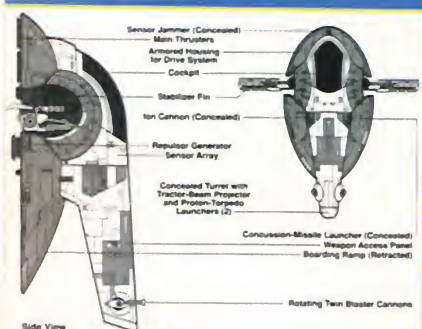 Sensor Jammer (Concealed)
Main Thrusters
Armored Housing
for Drive System
Cockpit
Stabilizer Fin
Ion Cannon (Concealed)
Repulsor Generator
Sensor Array
Concealed Turret with
Tractor-Beam Projector
and Proton-Torpedo
Launchers (2)
Concussion-Missile Launcher (Concealed)
Weapon Access Panel
Boarding Ramp (Retracted)
Rotating Twin Blaster Cannons
Side View